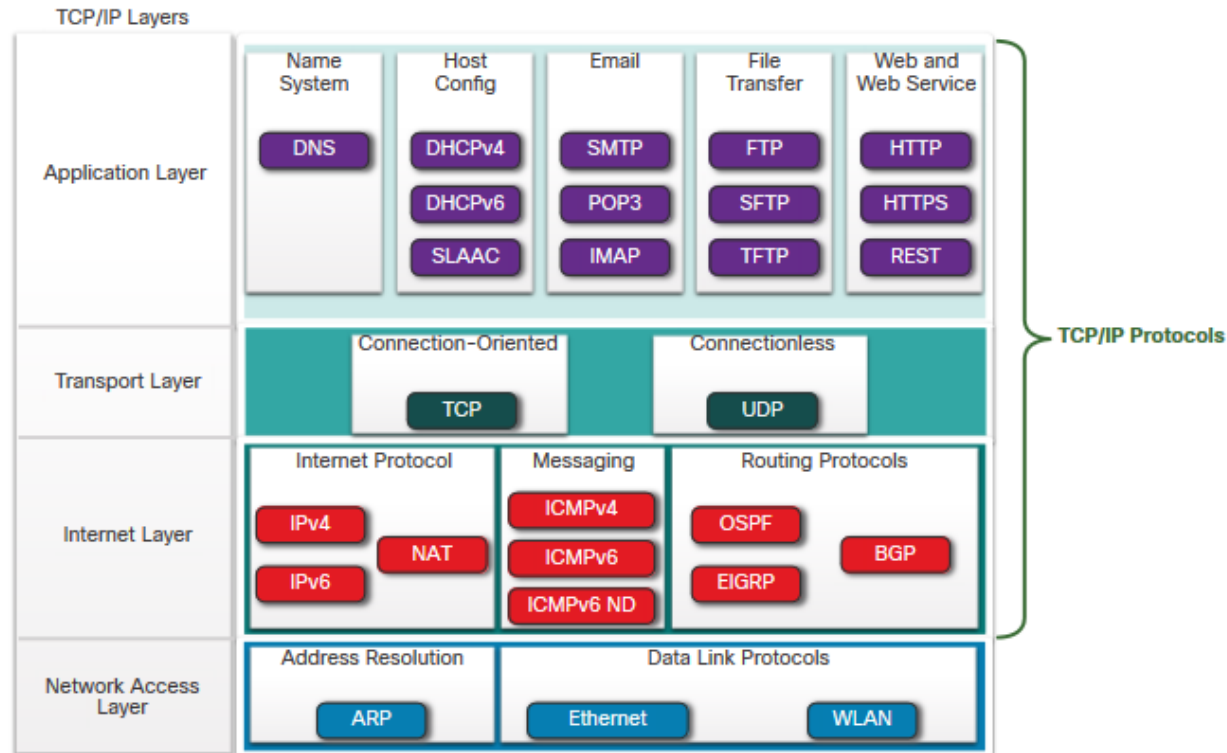 TCP/IP Layers
Application Layer
Name
System
DNS
Host
Config
DHCPv4
DHCPv6
SLAAC
Email
SMTP
POP3
IMAP
File
Transfer
FTP
SFTP
TFTP
Web and
Web Service
HTTP
HTTPS
REST
TCP/IP Protocols
Transport Layer
Connection-Oriented
TCP
Connectionless
UDP
Internet Layer
Internet Protocol
IPv4
NAT
IPv6
Messaging
ICMPv4
ICMPv6
ICMPv6 ND
Routing Protocols
OSPF
BGP
EIGRP
Network Access
Layer
Address Resolution
ARP
Data Link Protocols
Ethernet
WLAN